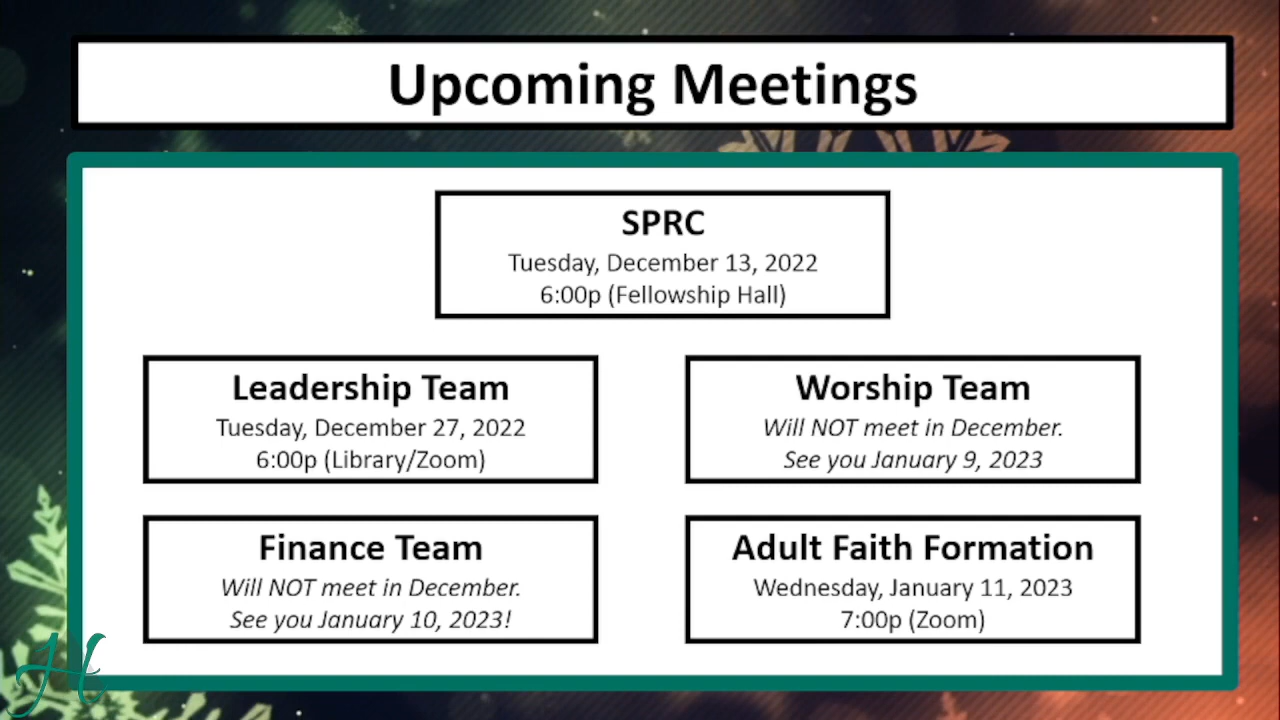 Upcoming Meetings
SPRC
Tuesday, December 13, 2022
6:00p (Fellowship Hall)
Leadership Team
Tuesday, December 27, 2022
6:00p (Library/Zoom)
Worship Team
Will NOT meet in December.
See you January 9, 2023
Finance Team
Will NOT meet in December.
See you January 10, 2023!
Adult Faith Formation
Wednesday, January 11, 2023
7:00p (Zoom)
H